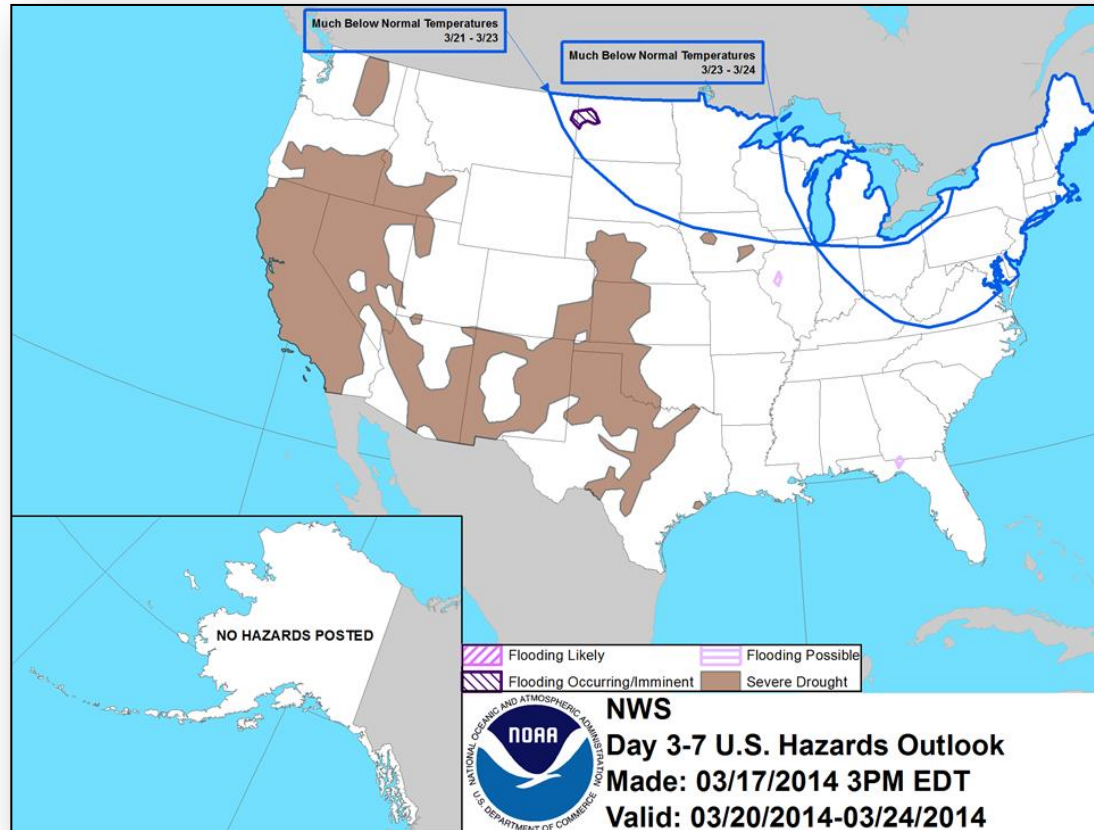 Much Below Normal Temperatures
3/21 - 3/23
Much Below Normal Temperatures
3/23 - 3/24
NO HAZARDS POSTED
Flooding Likely
Flooding Possible
Flooding Occurring/Imminent
Severe Drought
NATIONAL OCEANIC AND ATMOSPHERIC ADMINISTRATION
NOAA
U.S. DEPARTMENT OF COMMERCE
NWS
Day 3-7 U.S. Hazards Outlook
Made: 03/17/2014 3PM EDT
Valid: 03/20/2014-03/24/2014